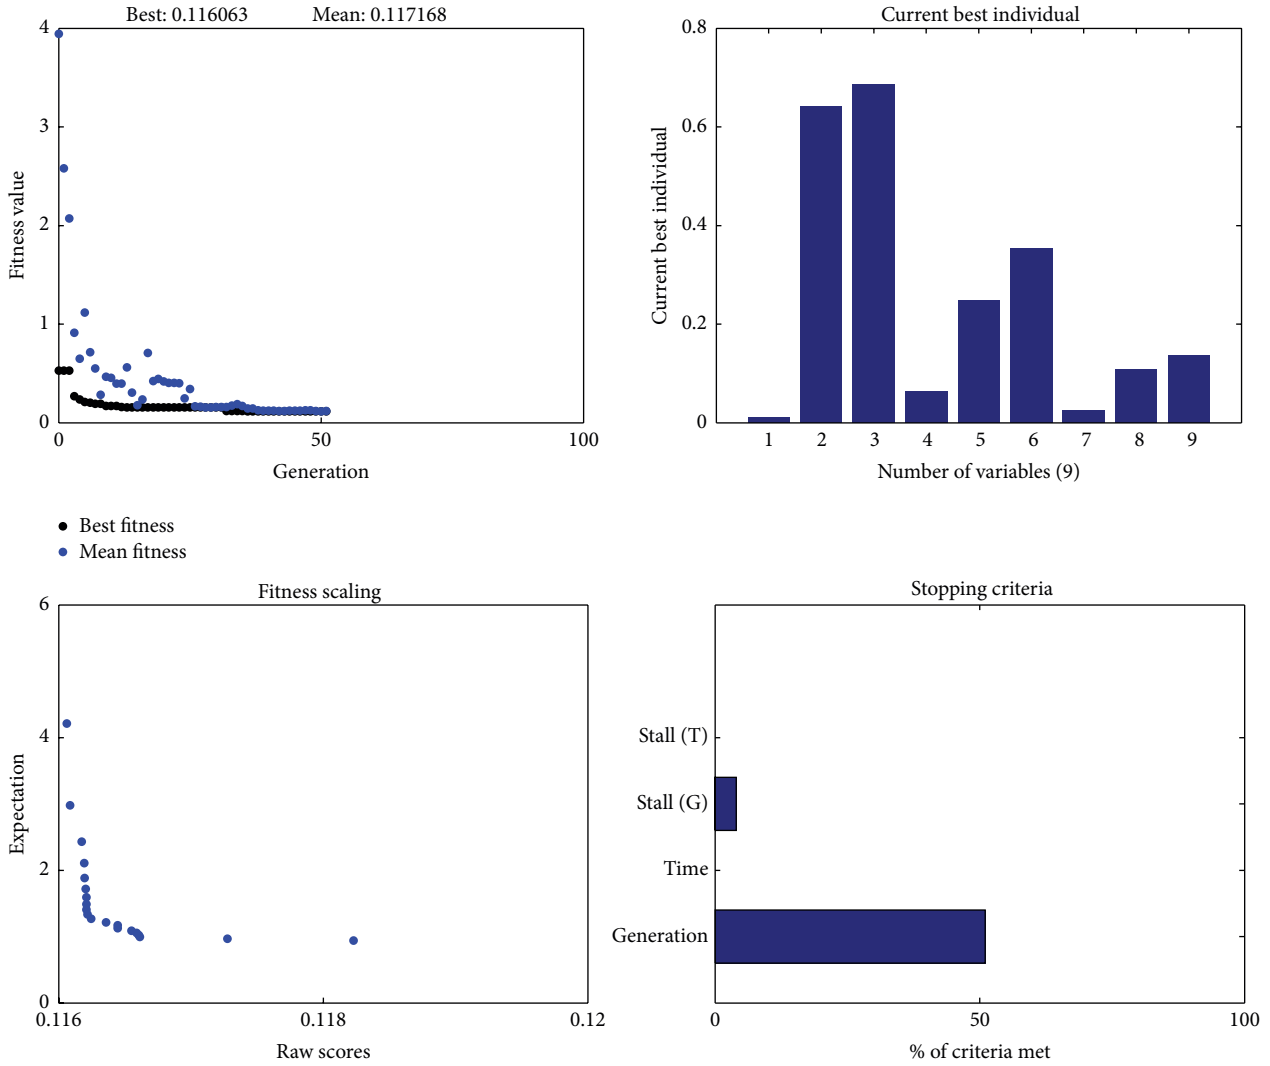 Best: 0.116063 Mean: 0.117168
4
3
2
1
0
Fitness value
0 50 100
Generation
Best fitness
Mean fitness
Current best individual
0.8
0.6
0.4
0.2
0
Current best individual
1 2 3 4 5 6 7 8 9
Number of variables (9)
Fitness scaling
6
4
2
0
Expectation
0.116 0.118 0.12
Raw scores
Stopping criteria
Stall (T)
Stall (G)
Time
Generation
0 50 100
% of criteria met